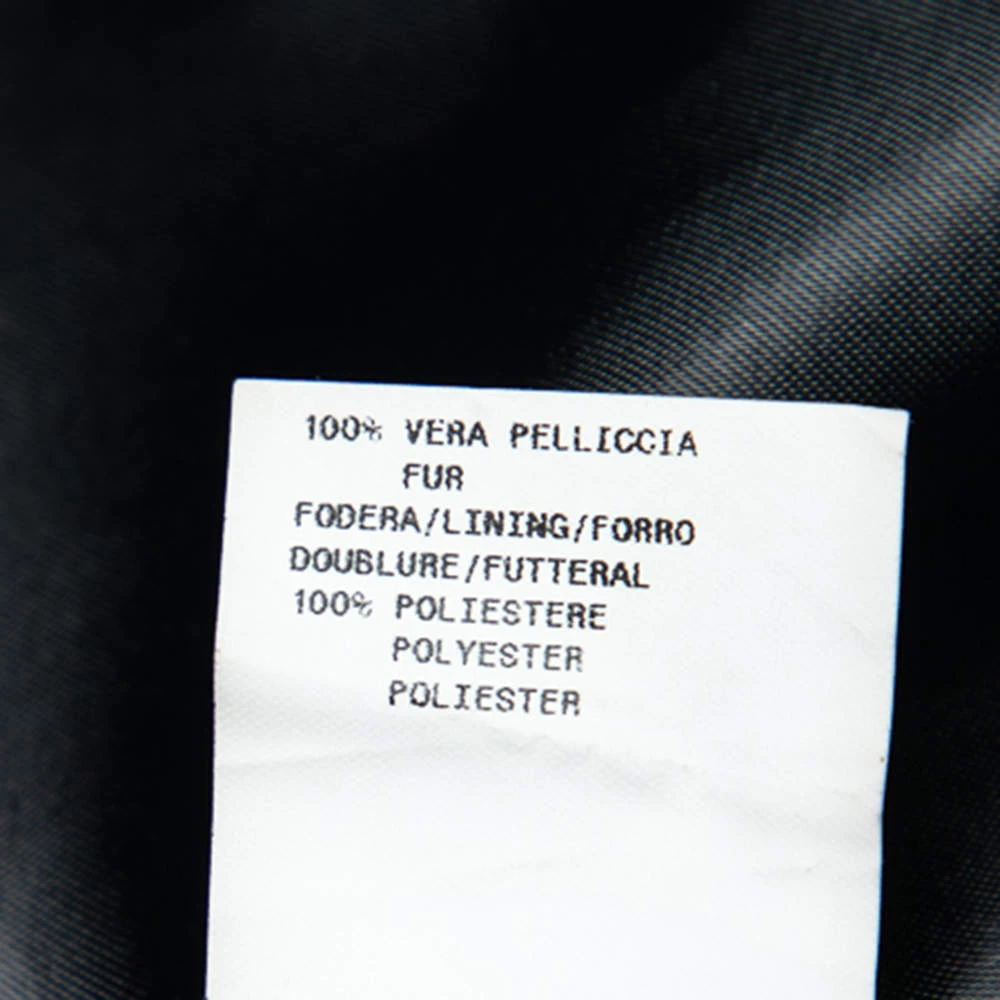 100% VERA PELLICCIA
FUR
FODERA/LINING/FORRO
DOUBLURE/FUTTERAL
100% POLIESTERE
POLYESTER
POLIESTER